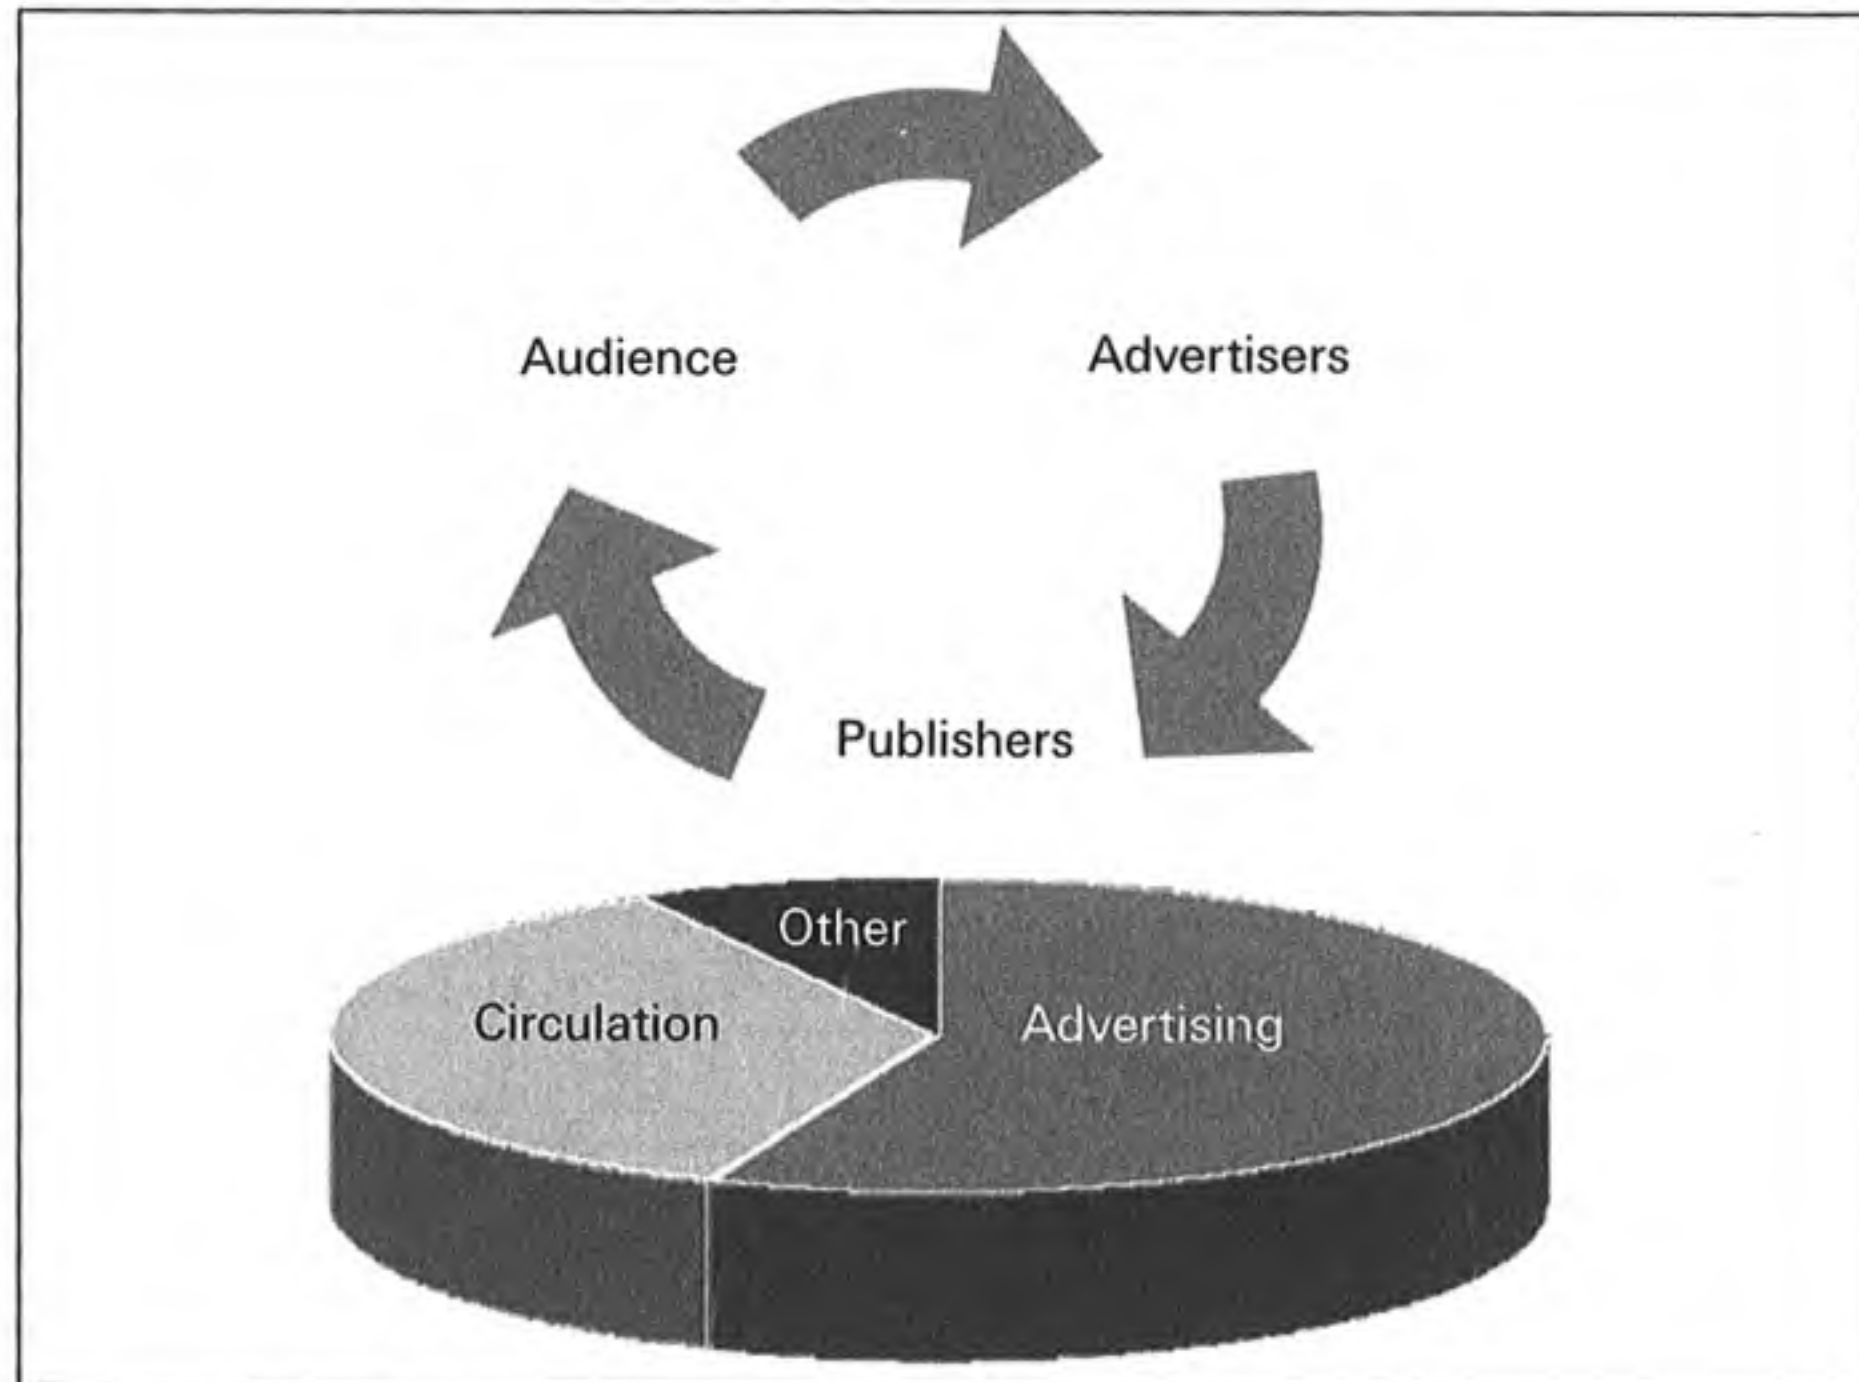 Audience
Advertisers
Publishers
Other
Circulation
Advertising